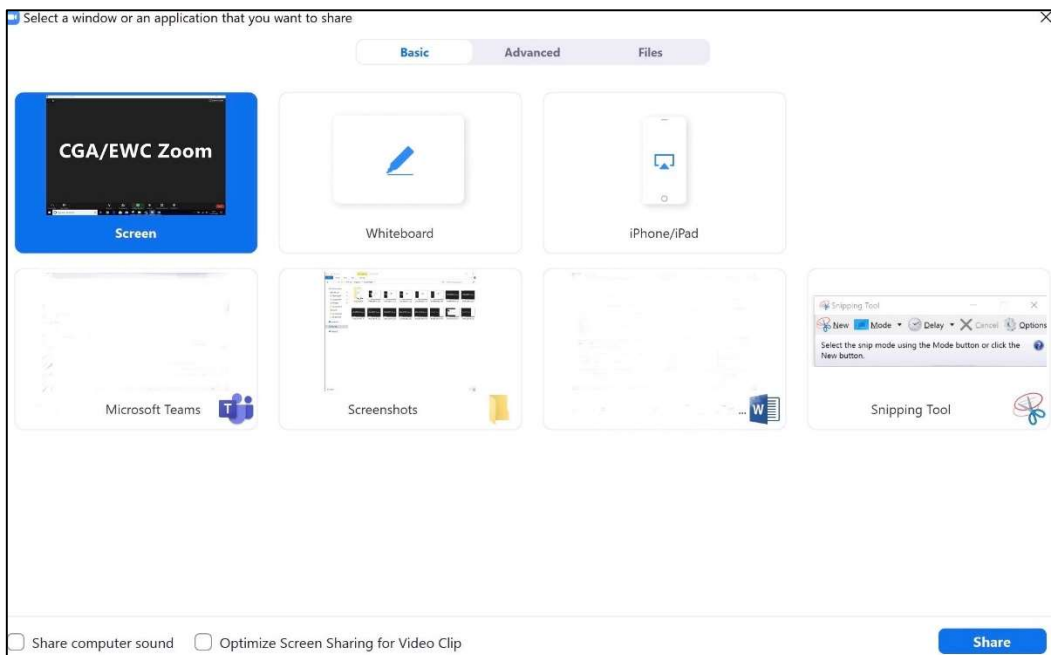 Select a window or an application that you want to share
Basic Advanced Files
CGA/EWC Zoom
Screen
Whiteboard
iPhone/iPad
Microsoft Teams
Screenshots
... W
Snipping Tool
New Mode Delay Cancel Options
Select the snip mode using the Mode button or click the
New button.
Snipping Tool
Share computer sound Optimize Screen Sharing for Video Clip
Share